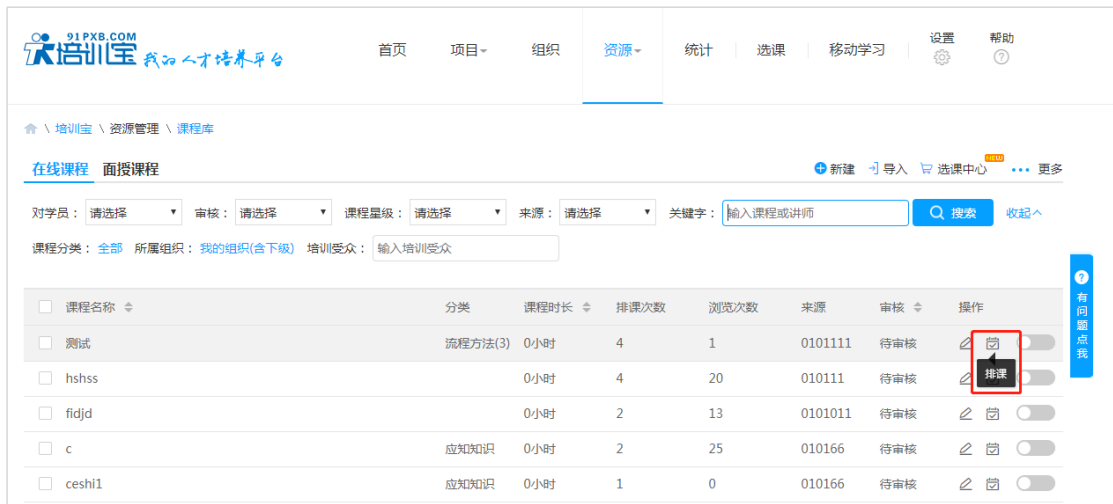 91PXB.COM
培训宝 我的人才培养平台
首页 项目 组织 资源 统计 选课 移动学习 设置 帮助
\ 培训宝 \ 资源管理 \ 课程库
在线课程 面授课程 新建 导入 选课中心 NEW 更多
对学员： 请选择 审核： 请选择 课程星级： 请选择 来源： 请选择 关键字： 输入课程或讲师 搜索 收起
课程分类： 全部 所属组织： 我的组织(含下级) 培训受众： 输入培训受众
有问题点我
课程名称 分类 课程时长 排课次数 浏览次数 来源 审核 操作
测试 流程方法(3) 0小时 4 1 0101111 待审核
排课
hshss 0小时 4 20 010111 待审核
fidjd 0小时 2 13 0101011 待审核
c 应知知识 0小时 2 25 010166 待审核
ceshi1 应知知识 0小时 1 0 010166 待审核